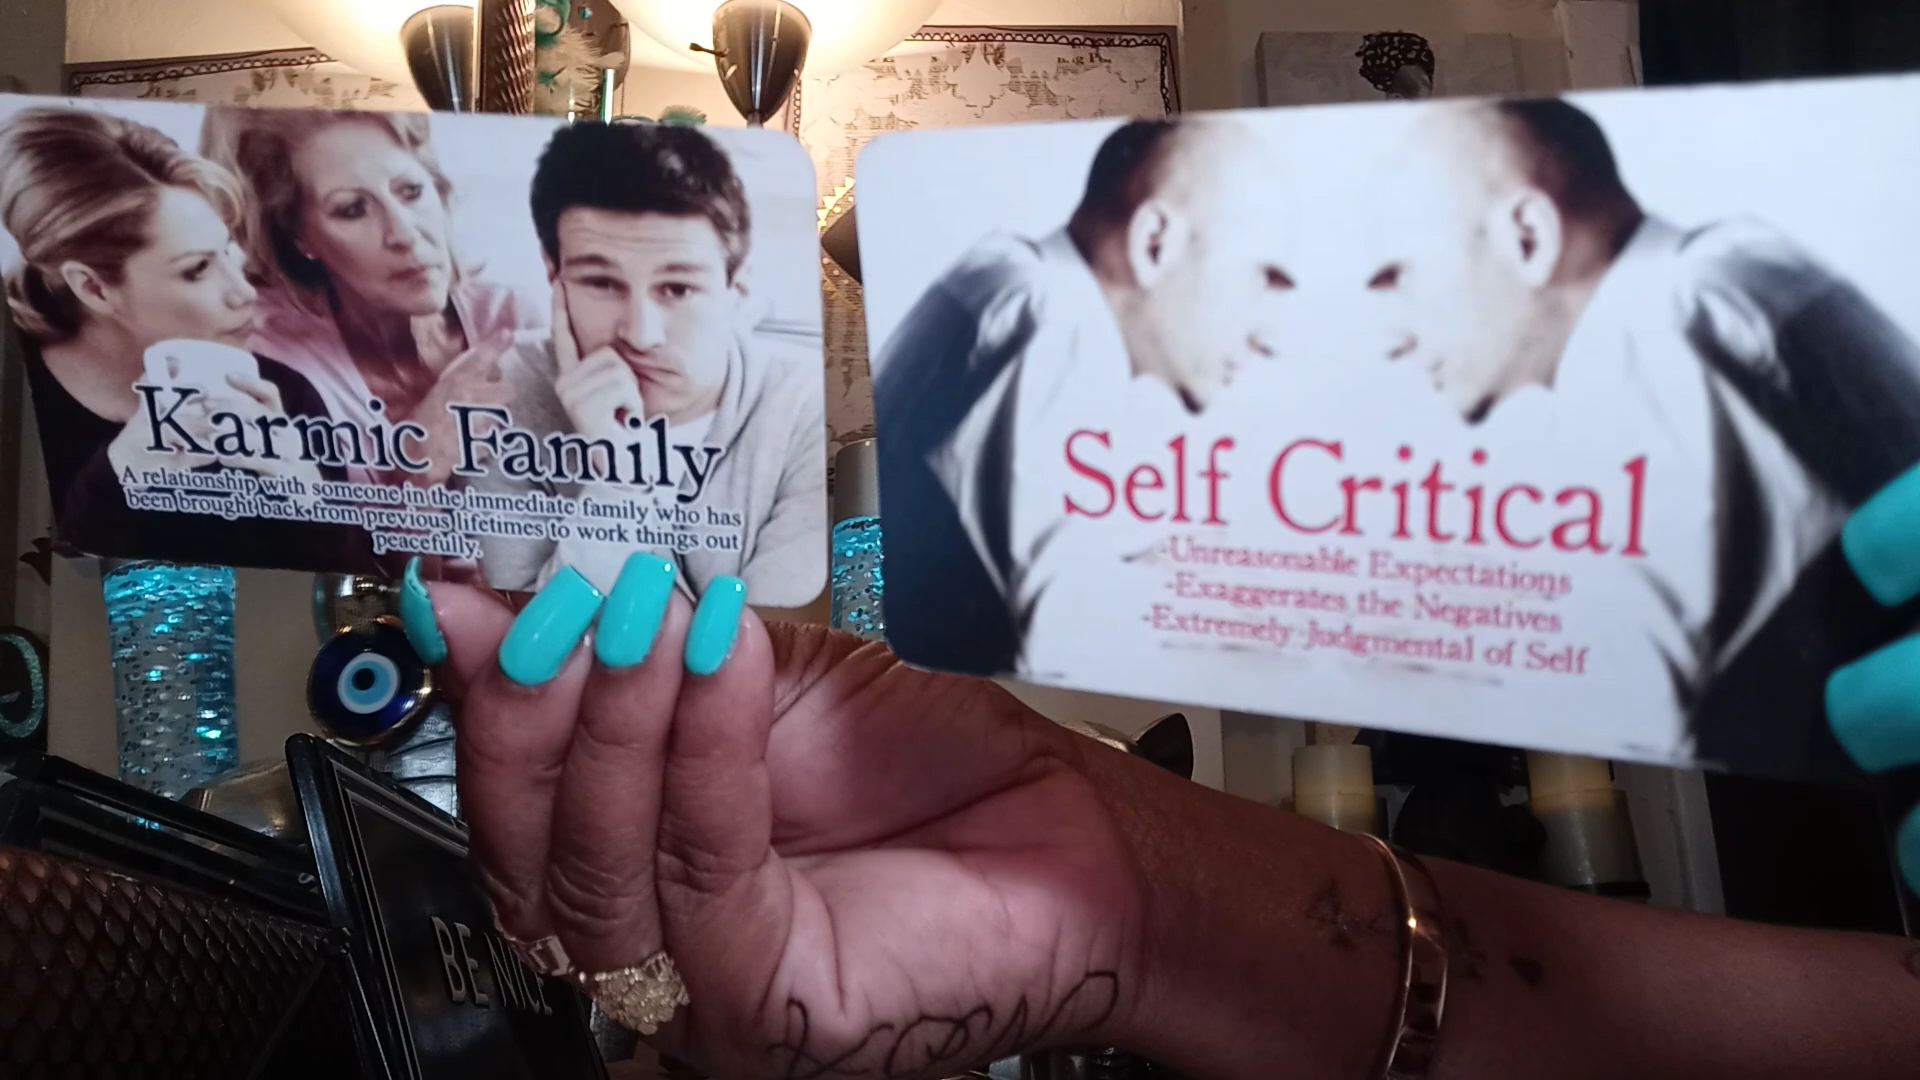 Karmic Family
A relationship with someone in the immediate family who has
been brought back from previous lifetimes to work things out
peacefully.
Self Critical
-Unreasonable Expectations
-Exaggerates the Negatives
-Extremely Judgmental of Self
BE NICE